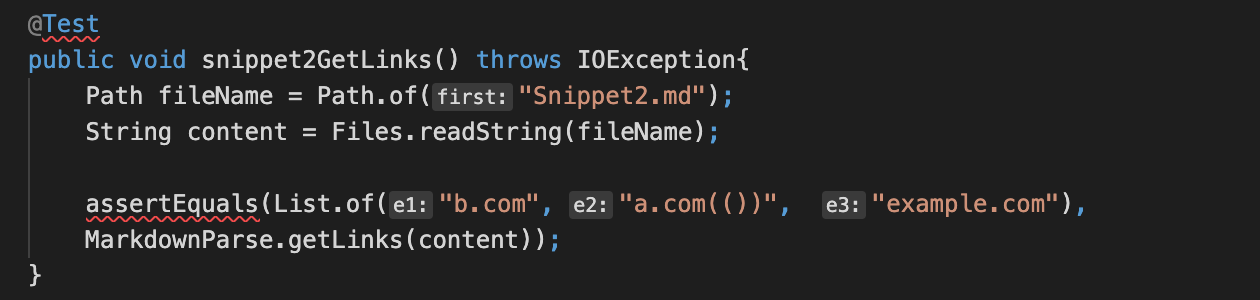 @Test
public void snippet2GetLinks() throws IOException{
Path fileName = Path.of(first: "Snippet2.md");
String content = Files.readString(fileName);
assertEquals(List.of(e1: "b.com", e2: "a.com(())", e3: "example.com"),
MarkdownParse.getLinks(content));
}